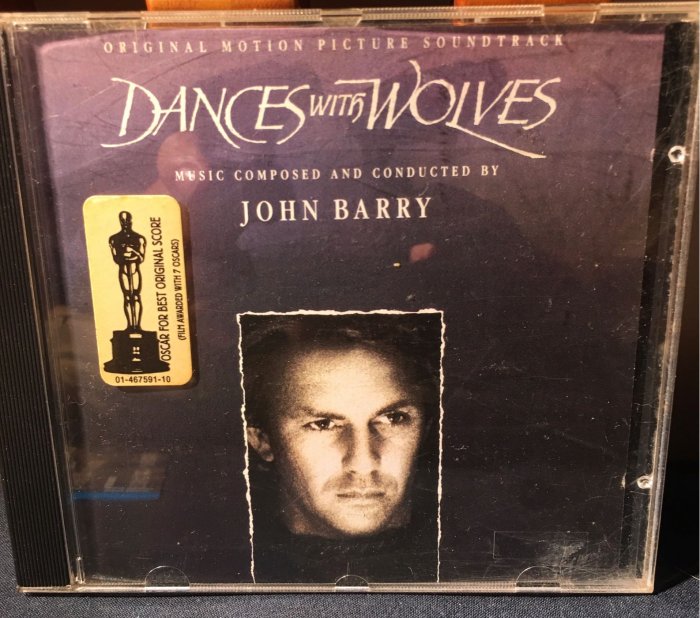 ORIGINAL MOTION PICTURE SOUNDTRACK
DANCES WITH WOLVES
MUSIC COMPOSED AND CONDUCTED BY
JOHN BARRY
OSCAR FOR BEST ORIGINAL SCORE
(FILM AWARDED WITH 7 OSCARS)
01-467591-10